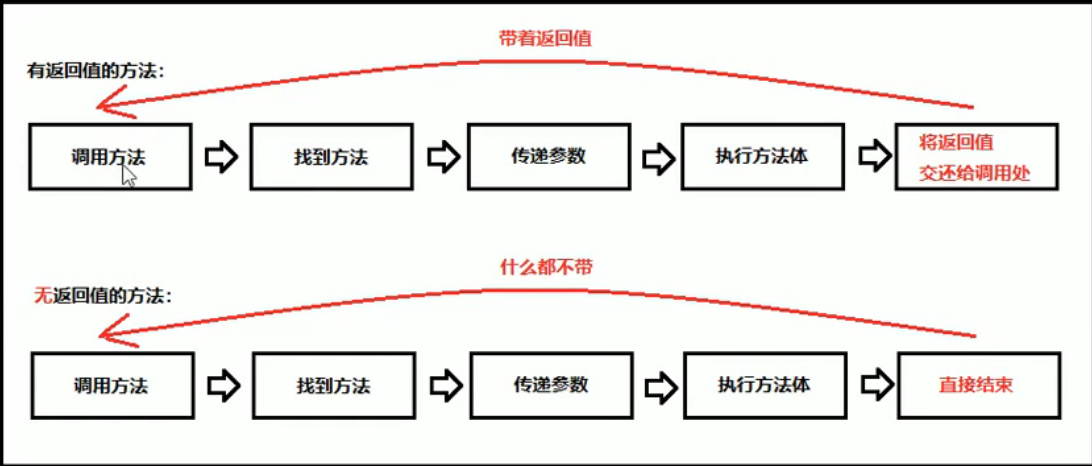 带着返回值
有返回值的方法：
调用方法
找到方法
传递参数
执行方法体
将返回值
交还给调用处
什么都不带
无返回值的方法：
调用方法
找到方法
传递参数
执行方法体
直接结束